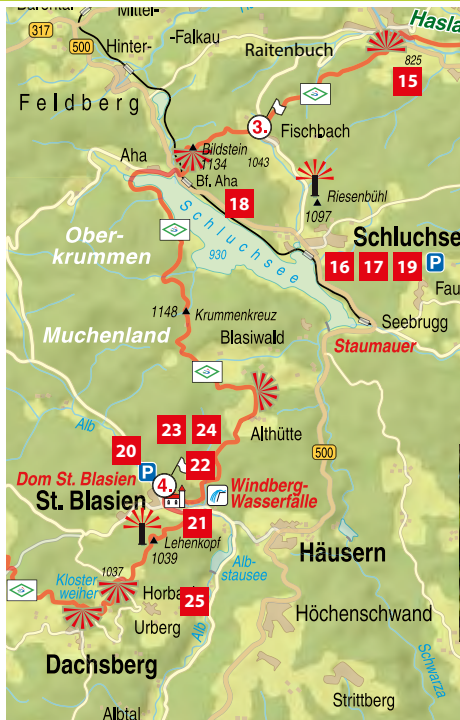 Mittel-
Hasla
317
500
Hinter-
-Falkau
Raitenbuch
825
15
Feldberg
3.
Fischbach
Aha
Bildstein
1134
1043
Bf. Aha
Riesenbühl
1097
18
Schluchsee
930
Ober-
krummen
Schluchse
16
17
19
P
Fau
1148
Krummenkreuz
Seebrugg
Muchenland
Blasiwald
Staumauer
Alb
23
24
Althütte
500
20
P
22
Dom St. Blasien
4.
Windberg-
Wasserfälle
St. Blasien
21
Lehenkopf
1039
Alb-
stausee
Häusern
1037
Kloster-
weiher
Horba
25
Urberg
Alb
Höchenschwand
Dachsberg
Schwarza
Strittberg
Albtal